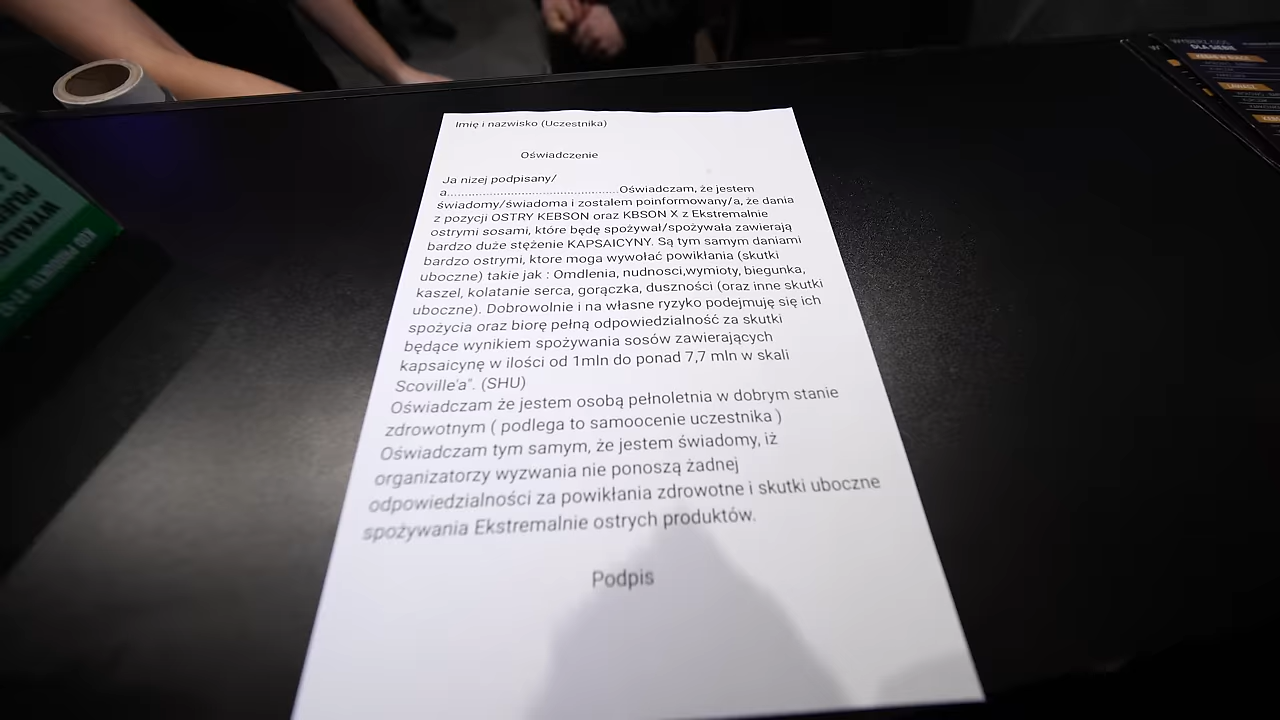 Imię i nazwisko (Uczestnika)
Oświadczenie
Ja nizej podpisany/
a.............................................Oświadczam, że jestem
świadomy/świadoma i zostałem poinformowany/a, że dania
z pozycji OSTRY KEBSON oraz KBSON X z Ekstremalnie
ostrymi sosami, które będę spożywał/spożywała zawierają
bardzo duże stężenie KAPSAICYNY. Są tym samym daniami
bardzo ostrymi, ktore moga wywołać powikłania (skutki
uboczne) takie jak : Omdlenia, nudnosci,wymioty, biegunka,
kaszel, kolatanie serca, gorączka, duszności (oraz inne skutki
uboczne). Dobrowolnie i na własne ryzyko podejmuję się ich
spożycia oraz biorę pełną odpowiedzialność za skutki
będące wynikiem spożywania sosów zawierających
kapsaicynę w ilości od 1mln do ponad 7,7 mln w skali
Scoville'a". (SHU)
Oświadczam że jestem osobą pełnoletnia w dobrym stanie
zdrowotnym ( podlega to samoocenie uczestnika )
Oświadczam tym samym, że jestem świadomy, iż
organizatorzy wyzwania nie ponoszą żadnej
odpowiedzialności za powikłania zdrowotne i skutki uboczne
spożywania Ekstremalnie ostrych produktów.
Podpis
DLA SIEBIE